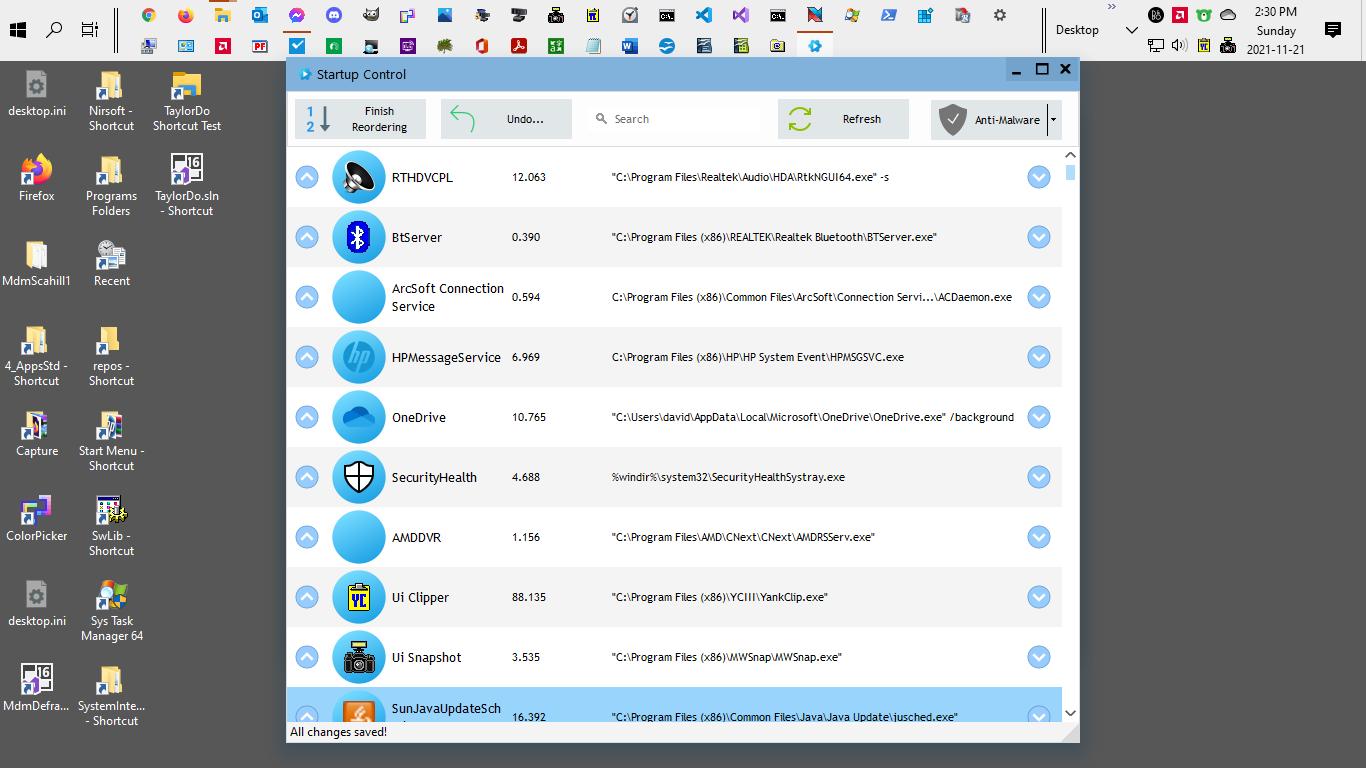 2:30 PM
Desktop
Sunday
2021-11-21
Startup Control
desktop.ini
Nirsoft -
Shortcut
TaylorDo
Shortcut Test
Firefox
Programs
Folders
TaylorDo.sln
- Shortcut
MdmScahill1
Recent
4_AppsStd -
Shortcut
repos -
Shortcut
Capture
Start Menu -
Shortcut
ColorPicker
SwLib -
Shortcut
desktop.ini
Sys Task
Manager 64
MdmDefra...
SystemInte...
- Shortcut
1
2
Finish
Reordering
Undo...
Search
Refresh
Anti-Malware
RTHDVCPL 12.063 "C:\Program Files\Realtek\Audio\HDA\RtkNGUI64.exe" -s
BtServer 0.390 "C:\Program Files (x86)\REALTEK\Realtek Bluetooth\BTServer.exe"
ArcSoft Connection
Service
0.594 C:\Program Files (x86)\Common Files\ArcSoft\Connection Servi...\ACDaemon.exe
hp HPMessageService 6.969 C:\Program Files (x86)\HP\HP System Event\HPMSGSVC.exe
OneDrive 10.765 "C:\Users\david\AppData\Local\Microsoft\OneDrive\OneDrive.exe" /background
SecurityHealth 4.688 %windir%\system32\SecurityHealthSystray.exe
AMDDVR 1.156 "C:\Program Files\AMD\CNext\CNext\AMDRSServ.exe"
YC Ui Clipper 88.135 "C:\Program Files (x86)\YCIII\YankClip.exe"
Ui Snapshot 3.535 "C:\Program Files (x86)\MWSnap\MWSnap.exe"
SunJavaUpdateSch
16.392 "C:\Program Files (x86)\Common Files\Java\Java Update\jusched.exe"
All changes saved!